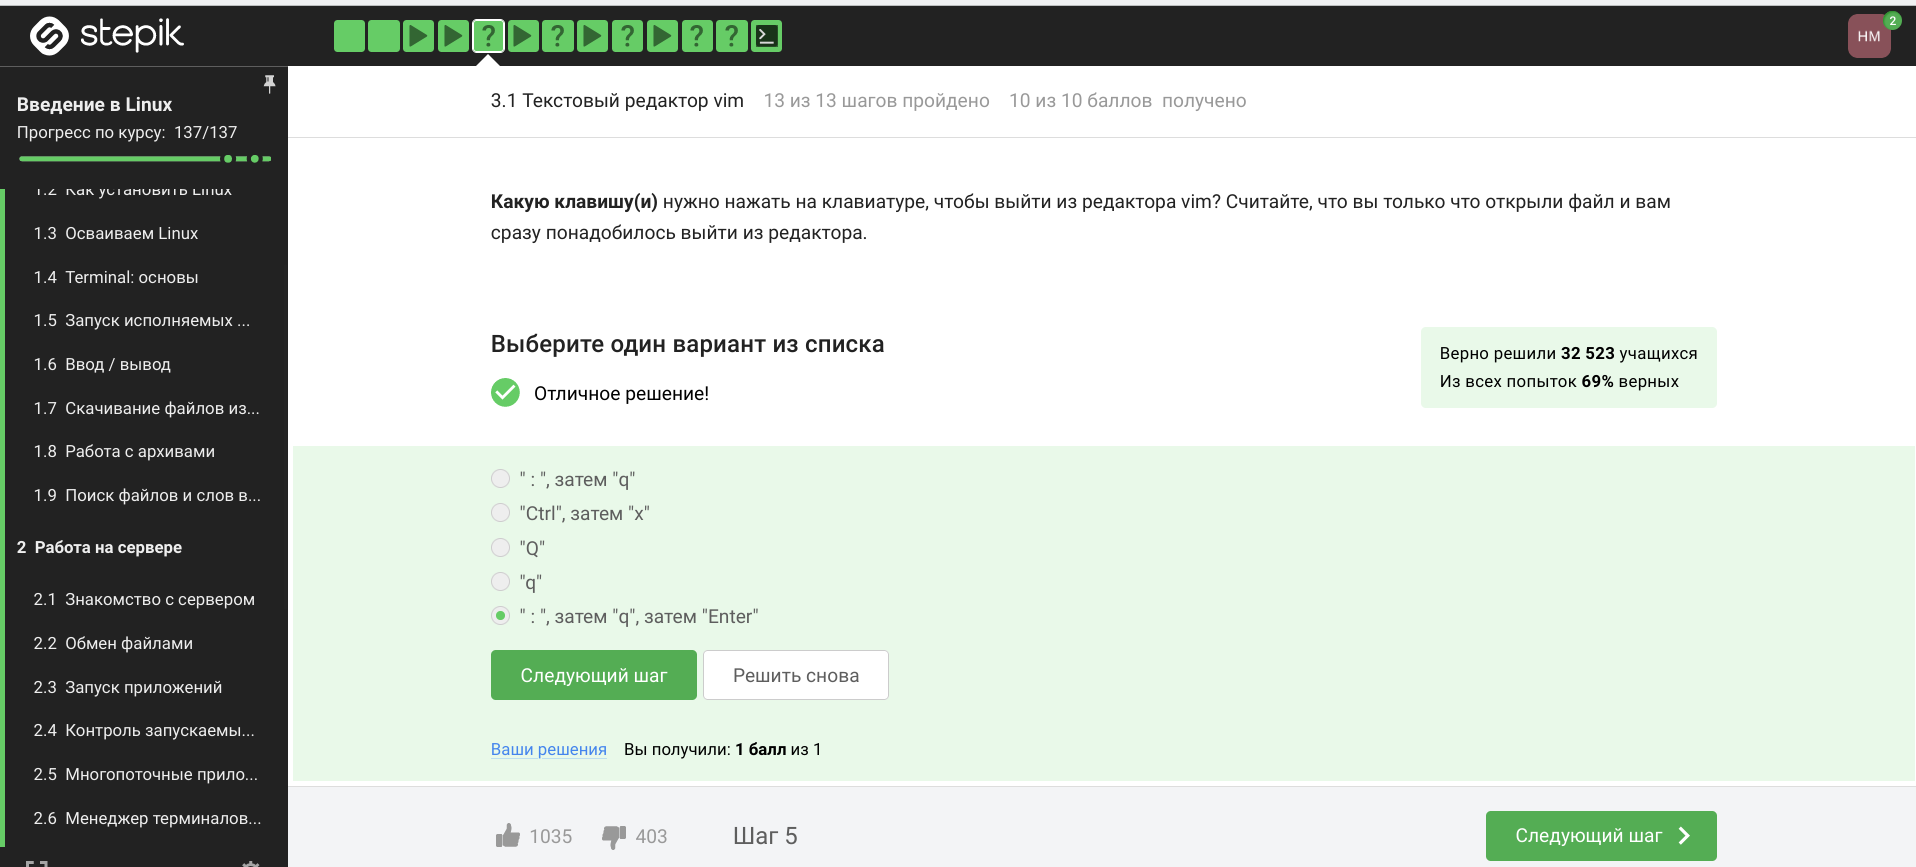 stepik
НМ
2
Введение в Linux
Прогресс по курсу: 137/137
1.2 Как установить Linux
1.3 Осваиваем Linux
1.4 Terminal: основы
1.5 Запуск исполняемых ...
1.6 Ввод / вывод
1.7 Скачивание файлов из...
1.8 Работа с архивами
1.9 Поиск файлов и слов в...
2 Работа на сервере
2.1 Знакомство с сервером
2.2 Обмен файлами
2.3 Запуск приложений
2.4 Контроль запускаемы...
2.5 Многопоточные прило...
2.6 Менеджер терминалов...
3.1 Текстовый редактор vim 13 из 13 шагов пройдено 10 из 10 баллов получено
Какую клавишу(и) нужно нажать на клавиатуре, чтобы выйти из редактора vim? Считайте, что вы только что открыли файл и вам
сразу понадобилось выйти из редактора.
Выберите один вариант из списка
Отличное решение!
Верно решили 32 523 учащихся
Из всех попыток 69% верных
" : ", затем "q"
"Ctrl", затем "x"
"Q"
"q"
" : ", затем "q", затем "Enter"
Следующий шаг Решить снова
Ваши решения Вы получили: 1 балл из 1
1035 403 Шаг 5 Следующий шаг